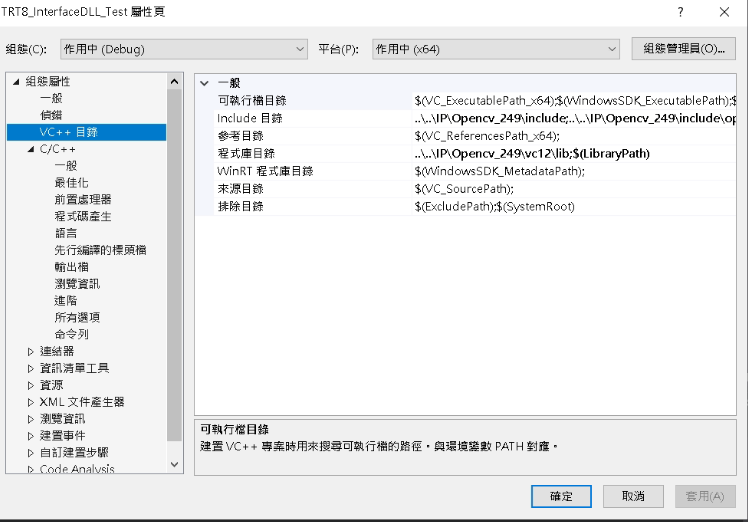 TRT8_InterfaceDLL_Test 屬性頁
? ×
組態(C): 作用中 (Debug) 平台(P): 作用中 (x64) 組態管理員(O)...
組態屬性
一般
偵錯
VC++ 目錄
C/C++
一般
最佳化
前置處理器
程式碼產生
語言
先行編譯的標頭檔
輸出檔
瀏覽資訊
進階
所有選項
命令列
連結器
資訊清單工具
資源
XML 文件產生器
瀏覽資訊
建置事件
自訂建置步驟
Code Analysis
一般
可執行檔目錄 $(VC_ExecutablePath_x64);$(WindowsSDK_ExecutablePath);$
Include 目錄 ..\..\IP\Opencv_249\include;..\..\IP\Opencv_249\include\op
參考目錄 $(VC_ReferencesPath_x64);
程式庫目錄 ..\..\IP\Opencv_249\vc12\lib;$(LibraryPath)
WinRT 程式庫目錄 $(WindowsSDK_MetadataPath);
來源目錄 $(VC_SourcePath);
排除目錄 $(ExcludePath);$(SystemRoot)
可執行檔目錄
建置 VC++ 專案時用來搜尋可執行檔的路徑。與環境變數 PATH 對應。
確定 取消 套用(A)